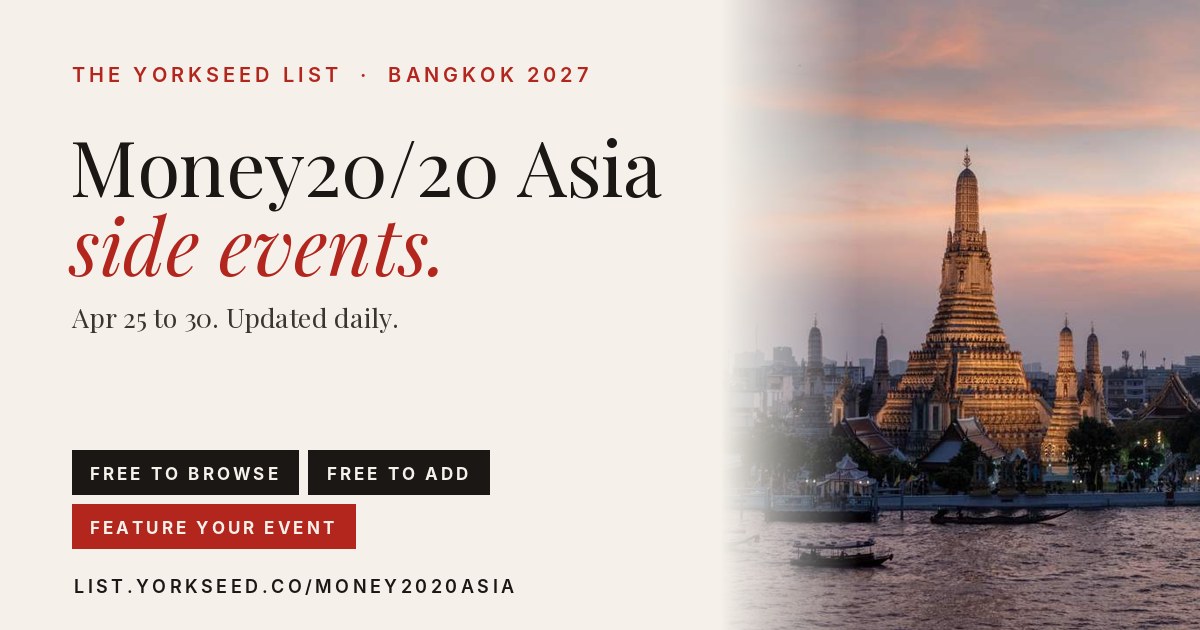 THE YORKSEED LIST · BANGKOK 2027
Money20/20 Asia
side events.
Apr 25 to 30. Updated daily.
FREE TO BROWSE FREE TO ADD
FEATURE YOUR EVENT
LIST.YORKSEED.CO/MONEY2020ASIA